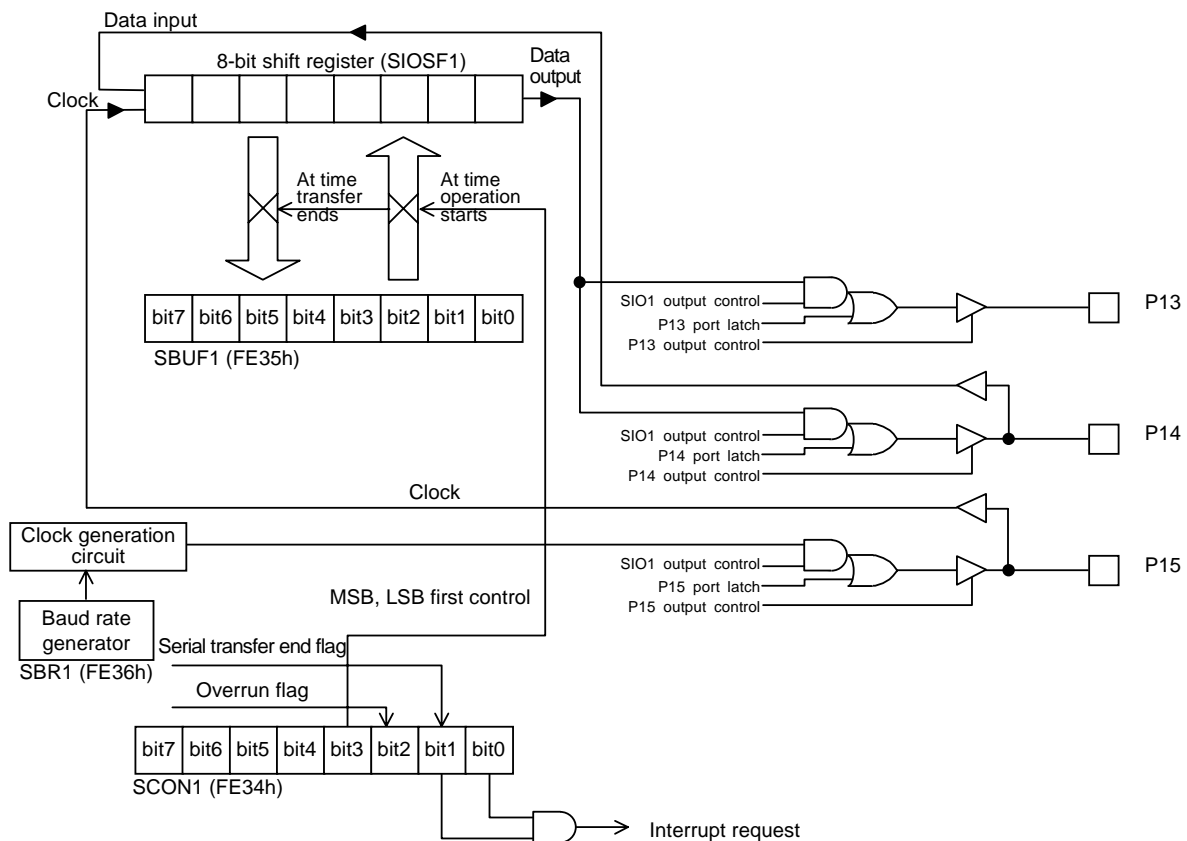 Data input
8-bit shift register (SIOSF1)
Data
output
Clock
At time
transfer
ends
At time
operation
starts
bit7 bit6 bit5 bit4 bit3 bit2 bit1 bit0
SBUF1 (FE35h)
SIO1 output control
P13 port latch
P13 output control
P13
SIO1 output control
P14 port latch
P14 output control
P14
Clock
Clock generation
circuit
SIO1 output control
P15 port latch
P15 output control
P15
Baud rate
generator
SBR1 (FE36h)
MSB, LSB first control
Serial transfer end flag
Overrun flag
bit7 bit6 bit5 bit4 bit3 bit2 bit1 bit0
SCON1 (FE34h)
Interrupt request